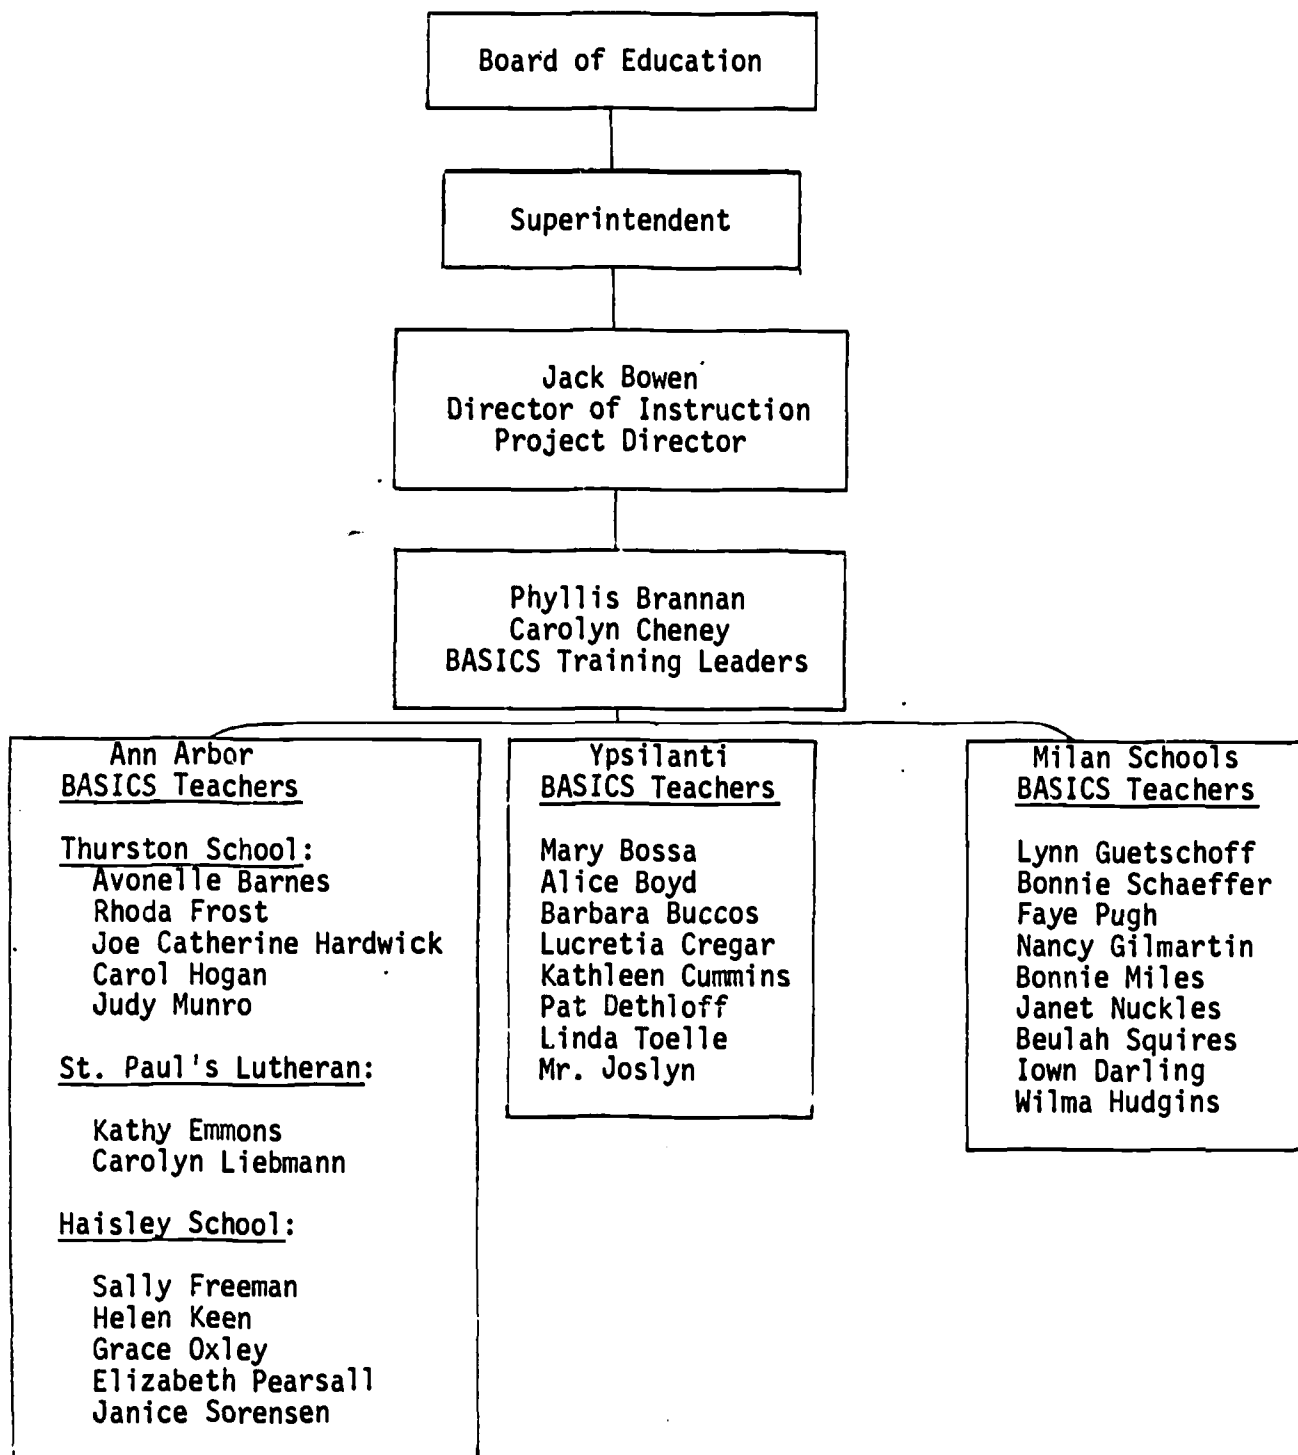 Board of Education
Superintendent
Jack Bowen
Director of Instruction
Project Director
Phyllis Brannan
Carolyn Cheney
BASICS Training Leaders
Ann Arbor
BASICS Teachers
Thurston School:
Avonelle Barnes
Rhoda Frost
Joe Catherine Hardwick
Carol Hogan
Judy Munro
St. Paul's Lutheran:
Kathy Emmons
Carolyn Liebmann
Haisley School:
Sally Freeman
Helen Keen
Grace Oxley
Elizabeth Pearsall
Janice Sorensen
Ypsilanti
BASICS Teachers
Mary Bossa
Alice Boyd
Barbara Buccos
Lucretia Cregar
Kathleen Cummins
Pat Dethloff
Linda Toelle
Mr. Joslyn
Milan Schools
BASICS Teachers
Lynn Guetschoff
Bonnie Schaeffer
Faye Pugh
Nancy Gilmartin
Bonnie Miles
Janet Nuckles
Beulah Squires
Iown Darling
Wilma Hudgins